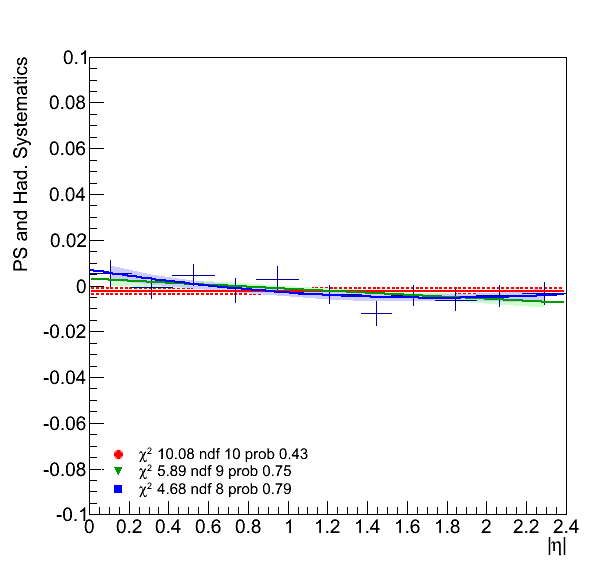 PS and Had. Systematics
0.1
0.08
0.06
0.04
0.02
0
-0.02
-0.04
-0.06
-0.08
-0.1
χ² 10.08 ndf 10 prob 0.43
χ² 5.89 ndf 9 prob 0.75
χ² 4.68 ndf 8 prob 0.79
0 0.2 0.4 0.6 0.8 1 1.2 1.4 1.6 1.8 2 2.2 2.4
|η|